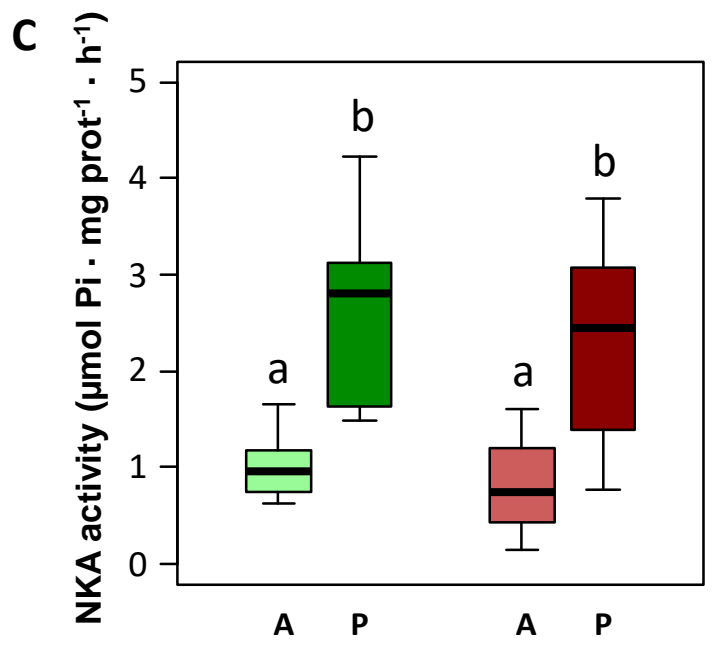 C
NKA activity (µmol Pi · mg prot⁻¹ · h⁻¹)
5
4
3
2
1
0
a
b
a
b
A P A P